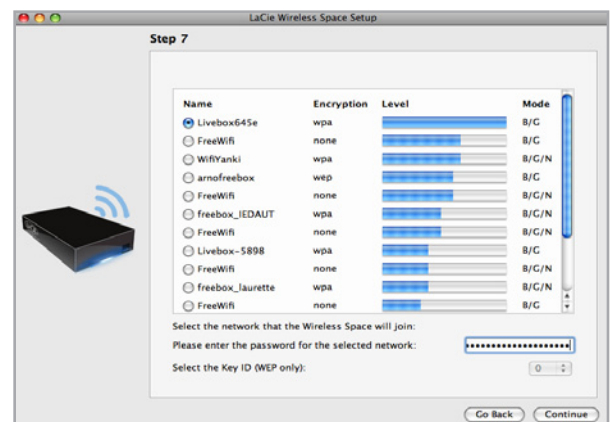 LaCie Wireless Space Setup
Step 7
Name Encryption Level Mode
Livebox645e wpa B/G
FreeWifi none B/G
WifiYanki wpa B/G/N
arnofreebox wep B/G
FreeWifi none B/G/N
freebox_IEDAUT wpa B/G/N
FreeWifi none B/G/N
Livebox-5898 wpa B/G
FreeWifi none B/G/N
freebox_laurette wpa B/G/N
FreeWifi none B/G
Select the network that the Wireless Space will join:
Please enter the password for the selected network:
Select the Key ID (WEP only): 0
Go Back Continue